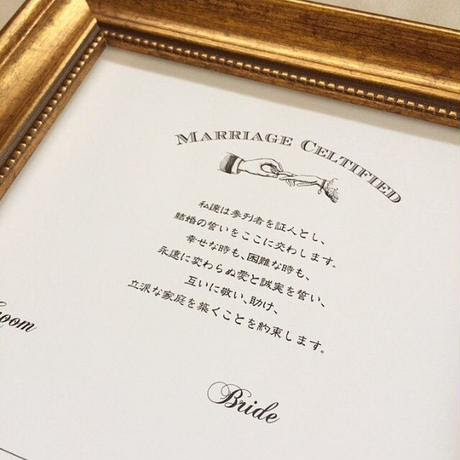 MARRIAGE CELTIFIED
私達は参列者を証人とし、
結婚の誓いをここに交わします。
幸せな時も、困難な時も、
永遠に変わらぬ愛と誠実を誓い、
互いに敬い、助け、
立派な家庭を築くことを約束します。
oom
Bride